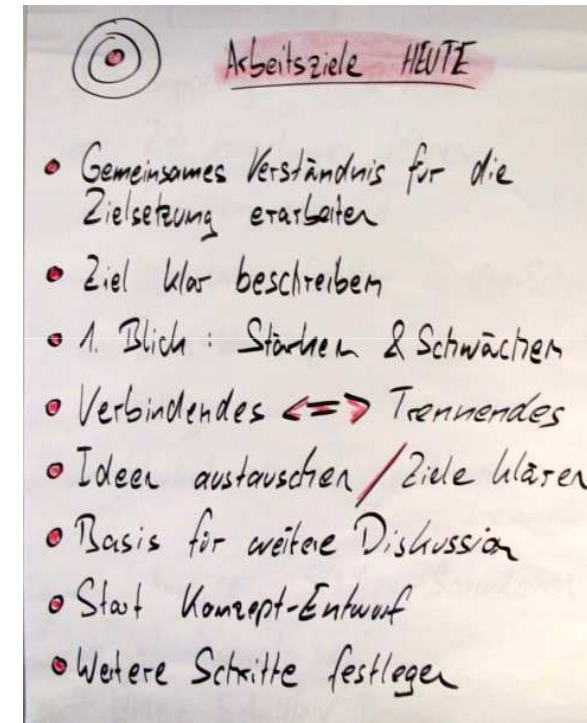 Arbeitsziele HEUTE
• Gemeinsames Verständnis für die
Zielsetzung erarbeiten
• Ziel klar beschreiben
• 1. Blick : Stärken & Schwächen
• Verbindendes <=> Trennendes
• Ideen austauschen / Ziele klären
• Basis für weitere Diskussion
• Start Konzept-Entwurf
• Weitere Schritte festlegen